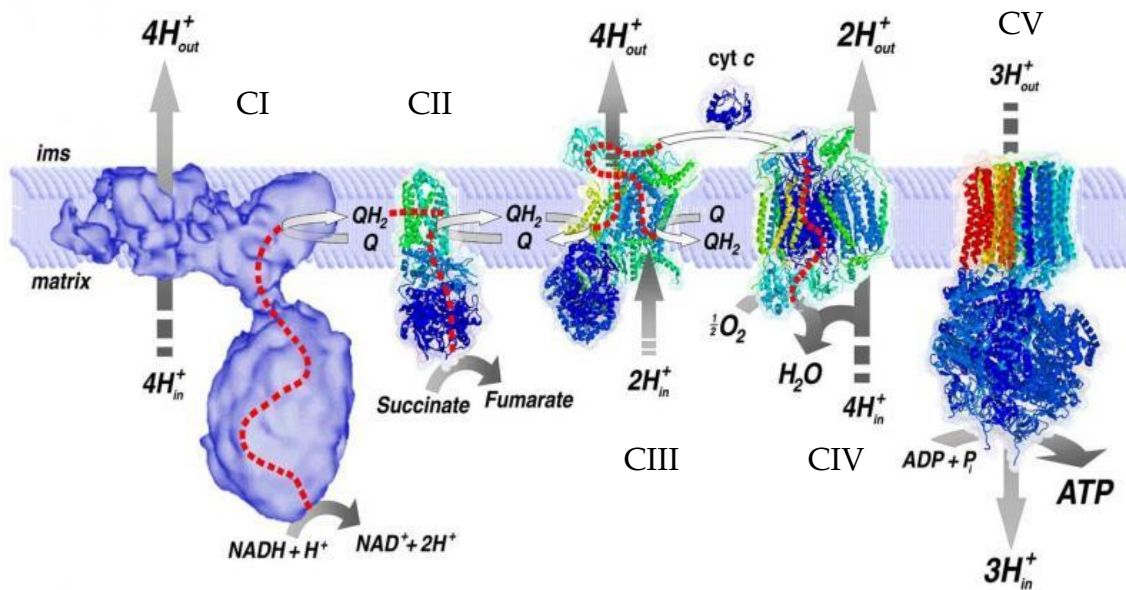 4H⁺out
CI
CII
4H⁺out
cyt c
2H⁺out
CV
3H⁺out
ims
matrix
QH₂
Q
QH₂
Q
Q
QH₂
4H⁺in
Succinate
Fumarate
2H⁺in
½O₂
H₂O
4H⁺in
CIII
CIV
ADP + Pi
ATP
NADH + H⁺
NAD⁺ + 2H⁺
3H⁺in